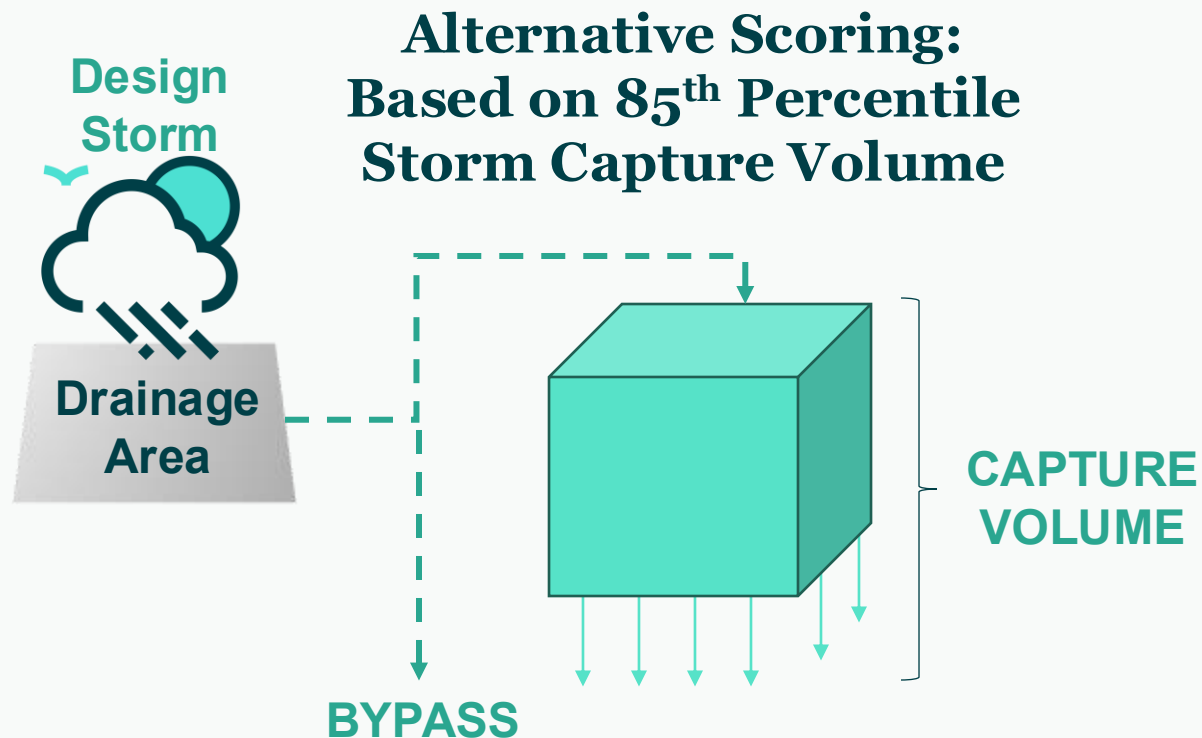 Alternative Scoring:
Based on 85th Percentile
Storm Capture Volume
Design
Storm
Drainage
Area
CAPTURE
VOLUME
BYPASS